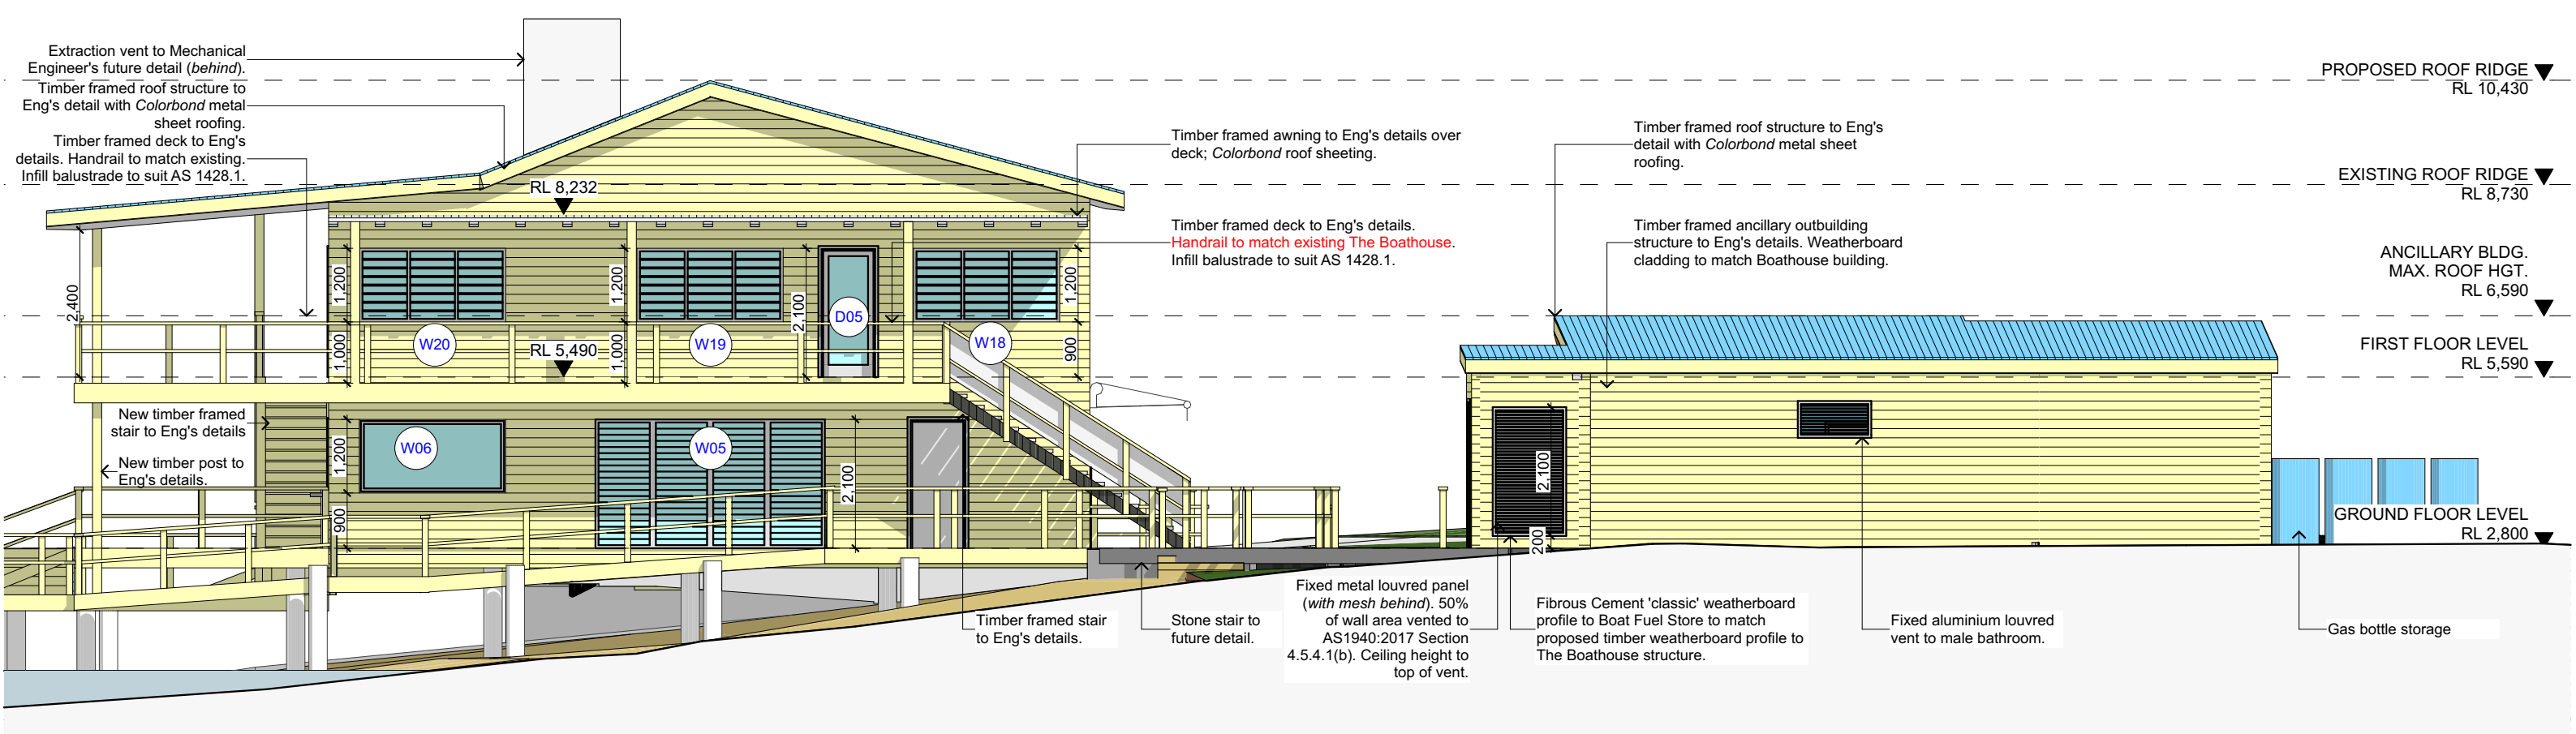 Extraction vent to Mechanical
Engineer's future detail (behind).
Timber framed roof structure to
Eng's detail with Colorbond metal
sheet roofing.
Timber framed deck to Eng's
details. Handrail to match existing.
Infill balustrade to suit AS 1428.1.
RL 8,232
Timber framed awning to Eng's details over
deck; Colorbond roof sheeting.
Timber framed deck to Eng's details.
Handrail to match existing The Boathouse.
Infill balustrade to suit AS 1428.1.
Timber framed roof structure to Eng's
detail with Colorbond metal sheet
roofing.
Timber framed ancillary outbuilding
structure to Eng's details. Weatherboard
cladding to match Boathouse building.
PROPOSED ROOF RIDGE
RL 10,430
EXISTING ROOF RIDGE
RL 8,730
ANCILLARY BLDG.
MAX. ROOF HGT.
RL 6,590
FIRST FLOOR LEVEL
RL 5,590
2,400
1,200
1,200
2,100
1,200
D05
1,000
W20
RL 5,490
1,000
W19
W18
900
New timber framed
stair to Eng's details
New timber post to
Eng's details.
1,200
W06
W05
2,100
900
2,100
200
GROUND FLOOR LEVEL
RL 2,800
Timber framed stair
to Eng's details.
Stone stair to
future detail.
Fixed metal louvred panel
(with mesh behind). 50%
of wall area vented to
AS1940:2017 Section
4.5.4.1(b). Ceiling height to
top of vent.
Fibrous Cement 'classic' weatherboard
profile to Boat Fuel Store to match
proposed timber weatherboard profile to
The Boathouse structure.
Fixed aluminium louvred
vent to male bathroom.
Gas bottle storage